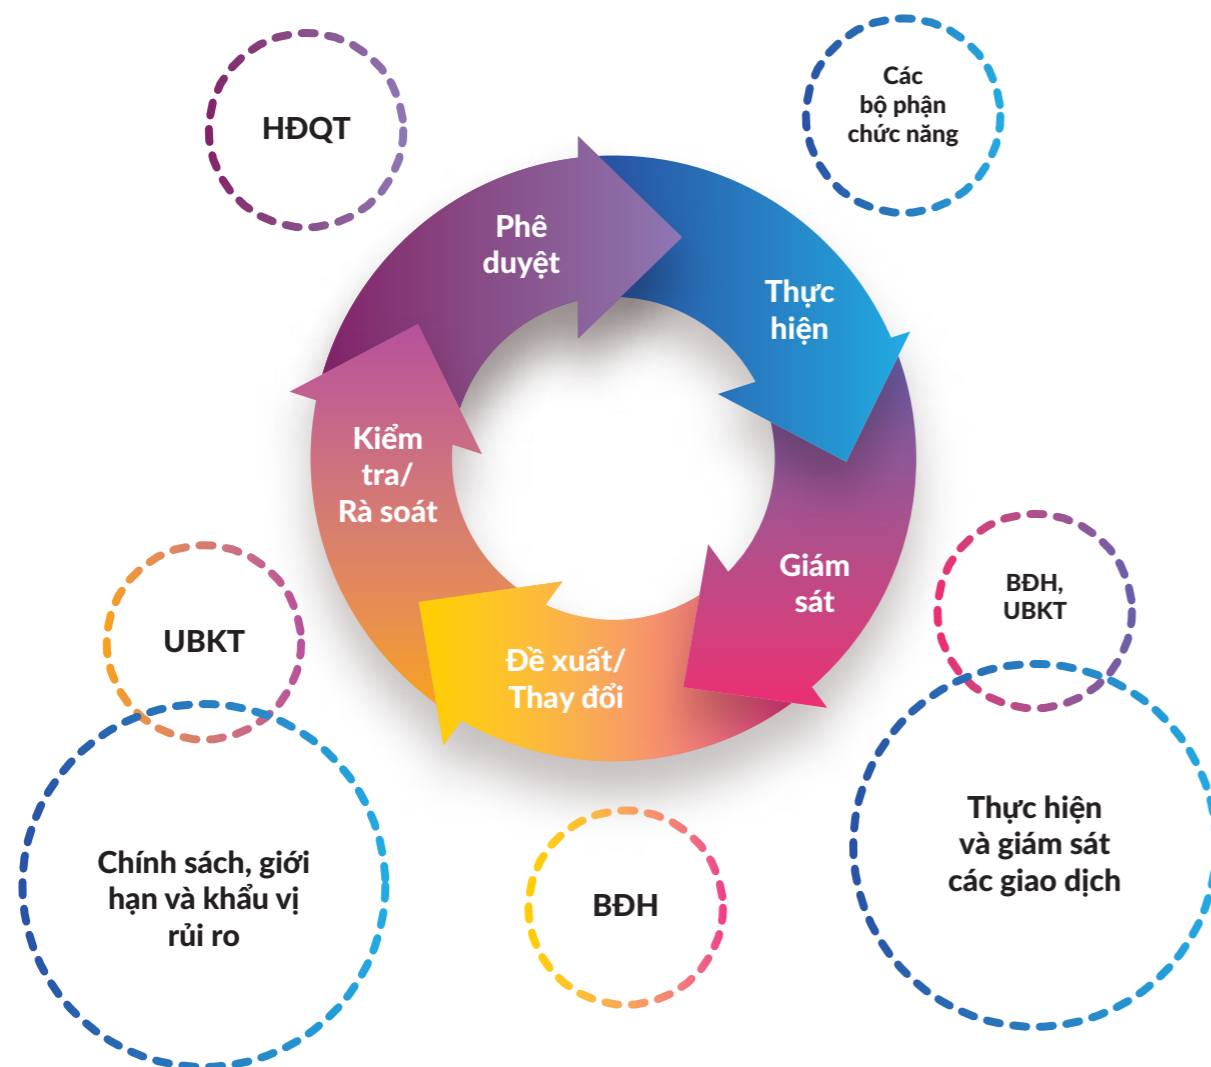 HĐQT
Các
bộ phận
chức năng
Phê
duyệt
Thực
hiện
Kiểm
tra/
Rà soát
Giám
sát
Đề xuất/
Thay đổi
UBKT
BĐH,
UBKT
Chính sách, giới
hạn và khẩu vị
rủi ro
BĐH
Thực hiện
và giám sát
các giao dịch